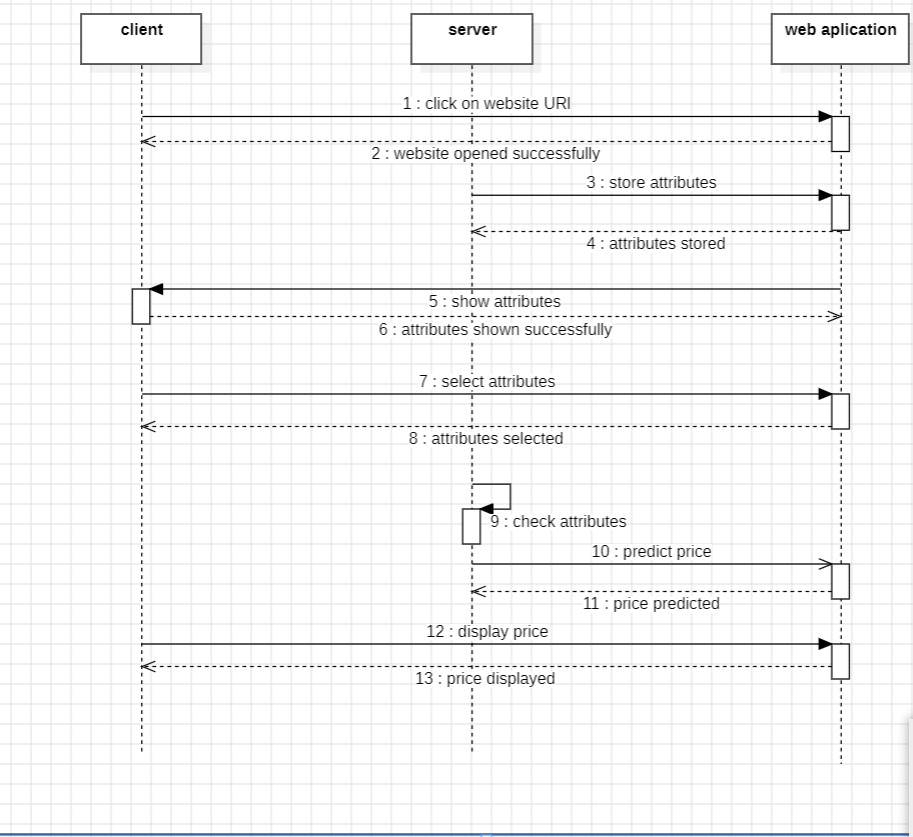 client
server
web aplication
1 : click on website URl
2 : website opened successfully
3 : store attributes
4 : attributes stored
5 : show attributes
6 : attributes shown successfully
7 : select attributes
8 : attributes selected
9 : check attributes
10 : predict price
11 : price predicted
12 : display price
13 : price displayed